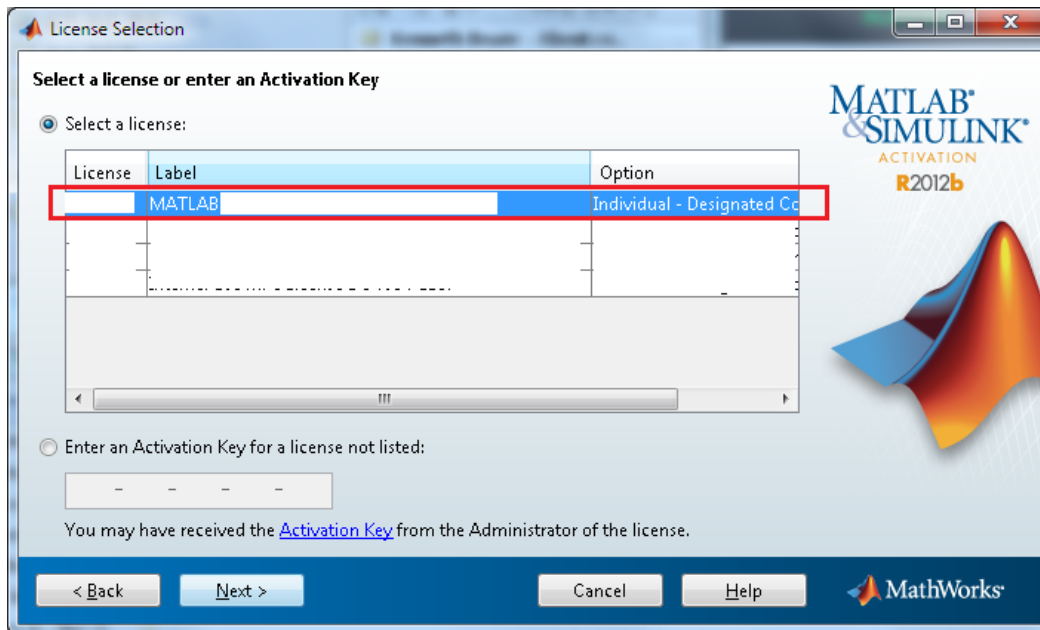 License Selection
Select a license or enter an Activation Key
Select a license:
License Label Option
MATLAB Individual - Designated Cc
Enter an Activation Key for a license not listed:
- - - -
You may have received the Activation Key from the Administrator of the license.
< Back Next > Cancel Help
MATLAB®
&SIMULINK®
ACTIVATION
R2012b
MathWorks®